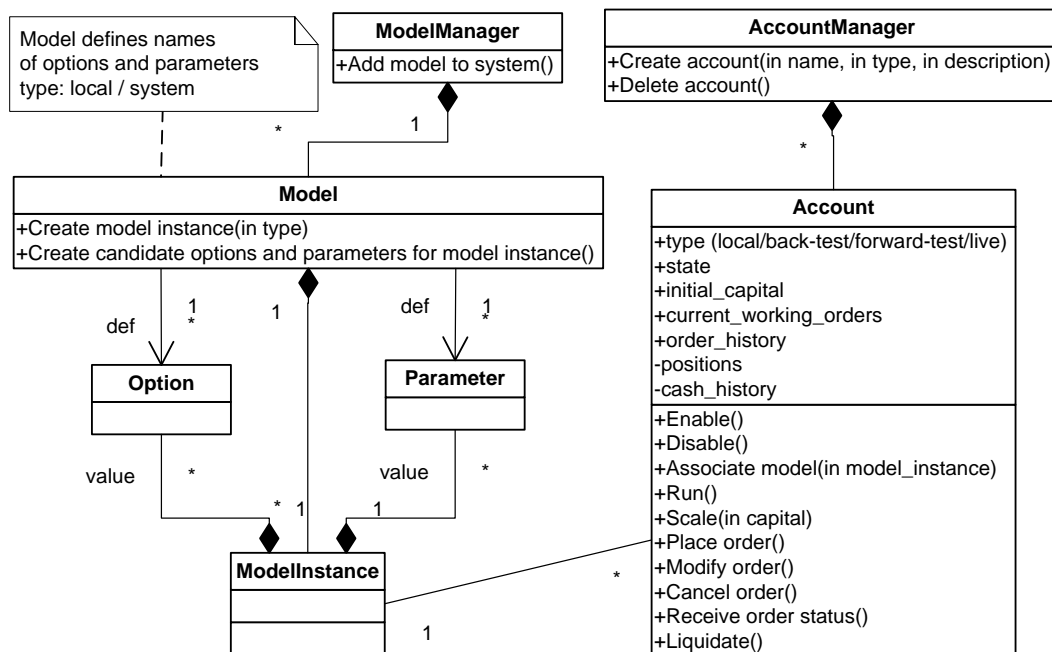 Model defines names
of options and parameters
type: local / system
ModelManager
+Add model to system()
AccountManager
+Create account(in name, in type, in description)
+Delete account()
*
1
*
Model
+Create model instance(in type)
+Create candidate options and parameters for model instance()
1
*
def
1
1
*
def
Option
Parameter
value
*
value
*
*
1
1
ModelInstance
1
*
Account
+type (local/back-test/forward-test/live)
+state
+initial_capital
+current_working_orders
+order_history
-positions
-cash_history
+Enable()
+Disable()
+Associate model(in model_instance)
+Run()
+Scale(in capital)
+Place order()
+Modify order()
+Cancel order()
+Receive order status()
+Liquidate()